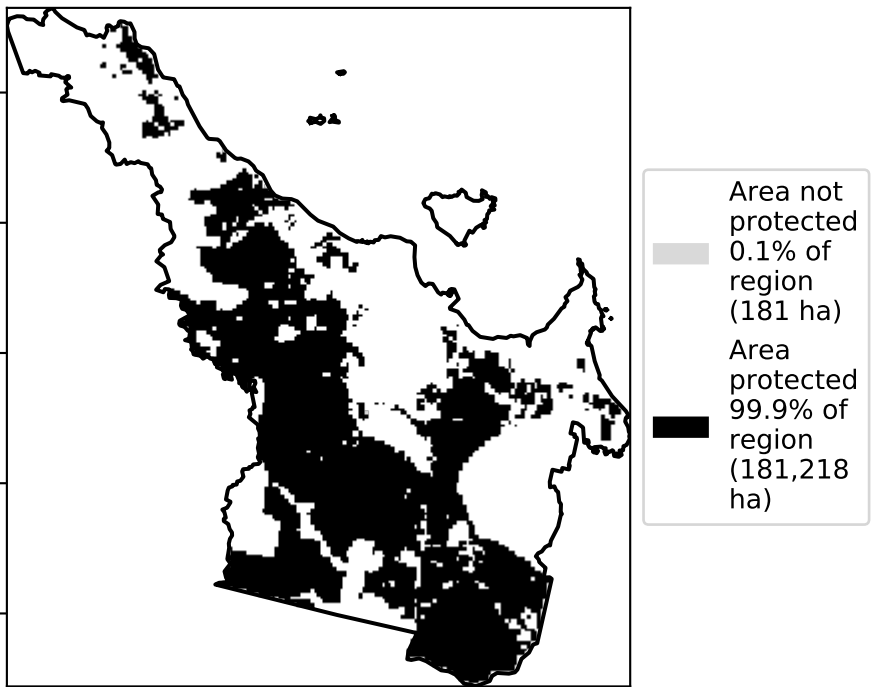 Area not
protected
0.1% of
region
(181 ha)
Area
protected
99.9% of
region
(181,218
ha)